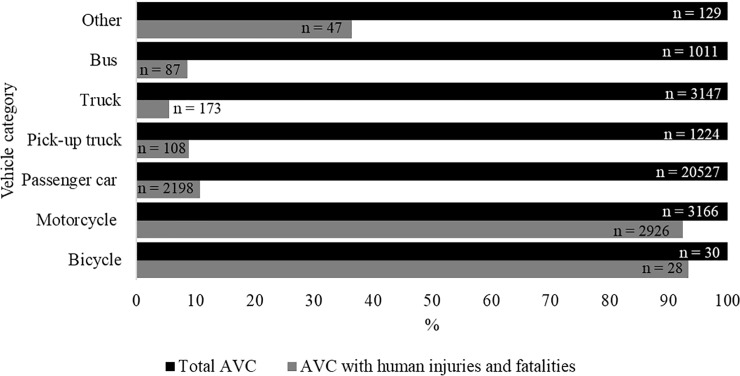 Vehicle category
Other
n = 129
n = 47
Bus
n = 1011
n = 87
Truck
n = 3147
n = 173
Pick-up truck
n = 1224
n = 108
Passenger car
n = 20527
n = 2198
Motorcycle
n = 3166
n = 2926
Bicycle
n = 30
n = 28
0 10 20 30 40 50 60 70 80 90 100
%
Total AVC
AVC with human injuries and fatalities